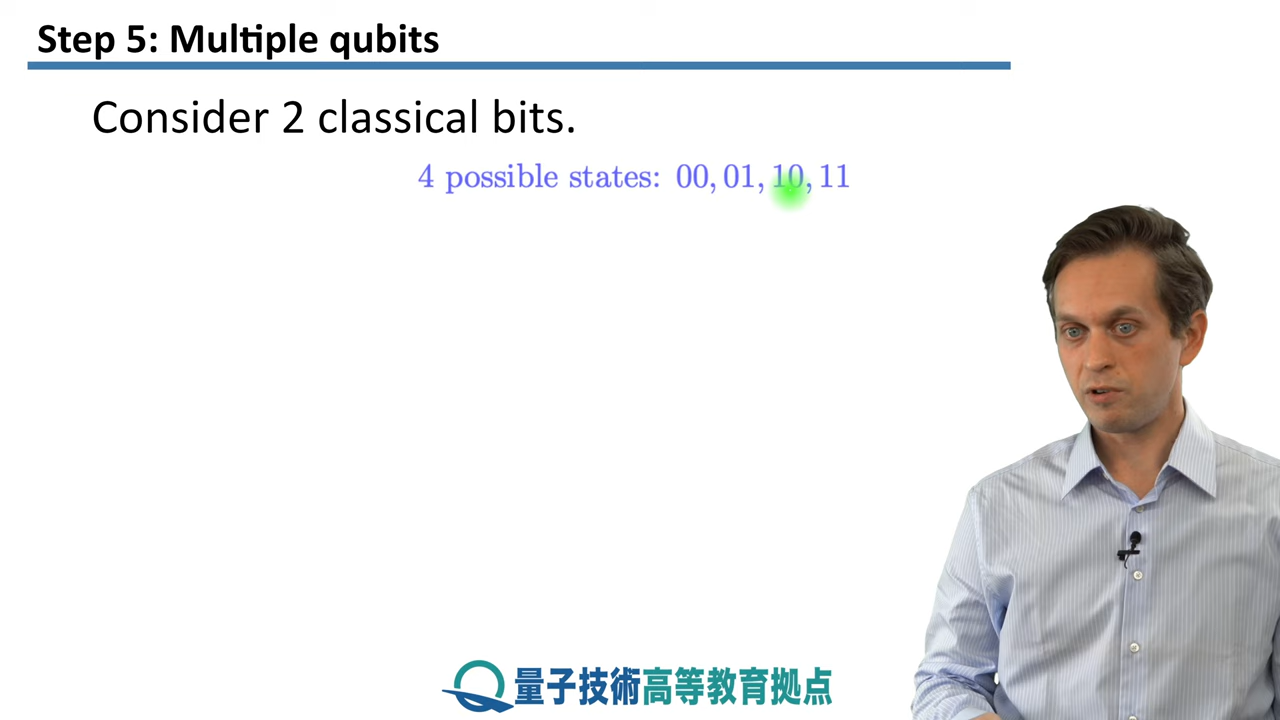 Step 5: Multiple qubits
Consider 2 classical bits.
4 possible states: 00, 01, 10, 11
量子技術高等教育拠点